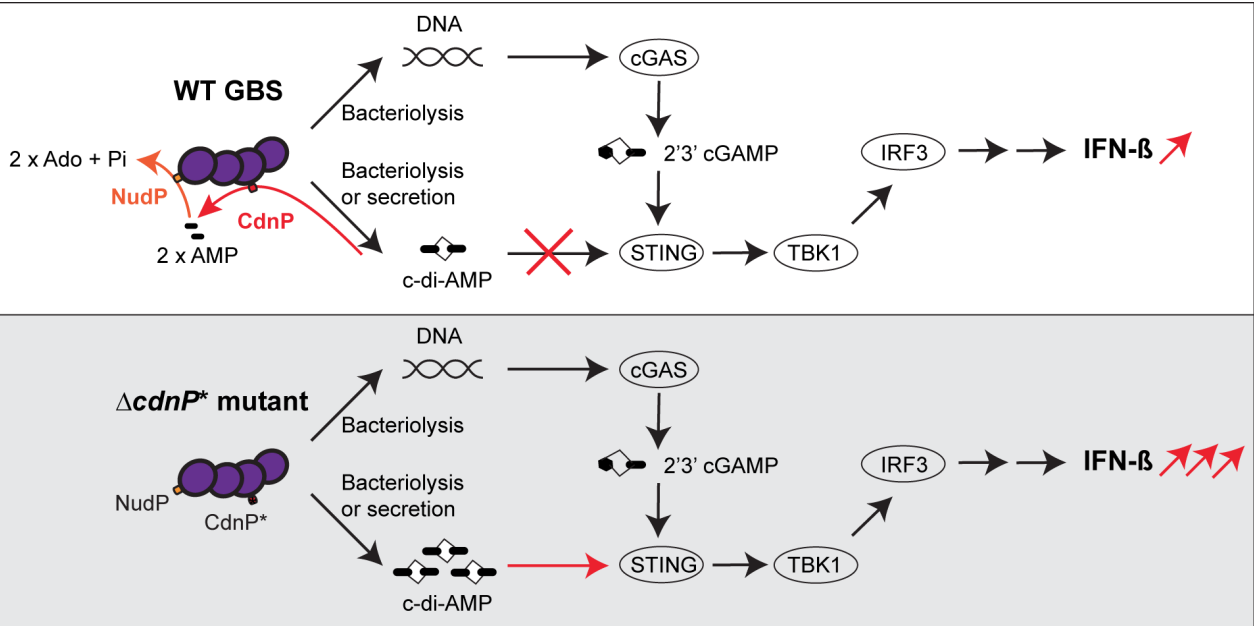 DNA
cGAS
WT GBS
Bacteriolysis
2 x Ado + Pi
2'3' cGAMP
IRF3
IFN-ß
Bacteriolysis
or secretion
NudP
CdnP
2 x AMP
c-di-AMP
STING
TBK1
DNA
cGAS
∆cdnP* mutant
Bacteriolysis
2'3' cGAMP
IRF3
IFN-ß
Bacteriolysis
or secretion
NudP
CdnP*
STING
TBK1
c-di-AMP